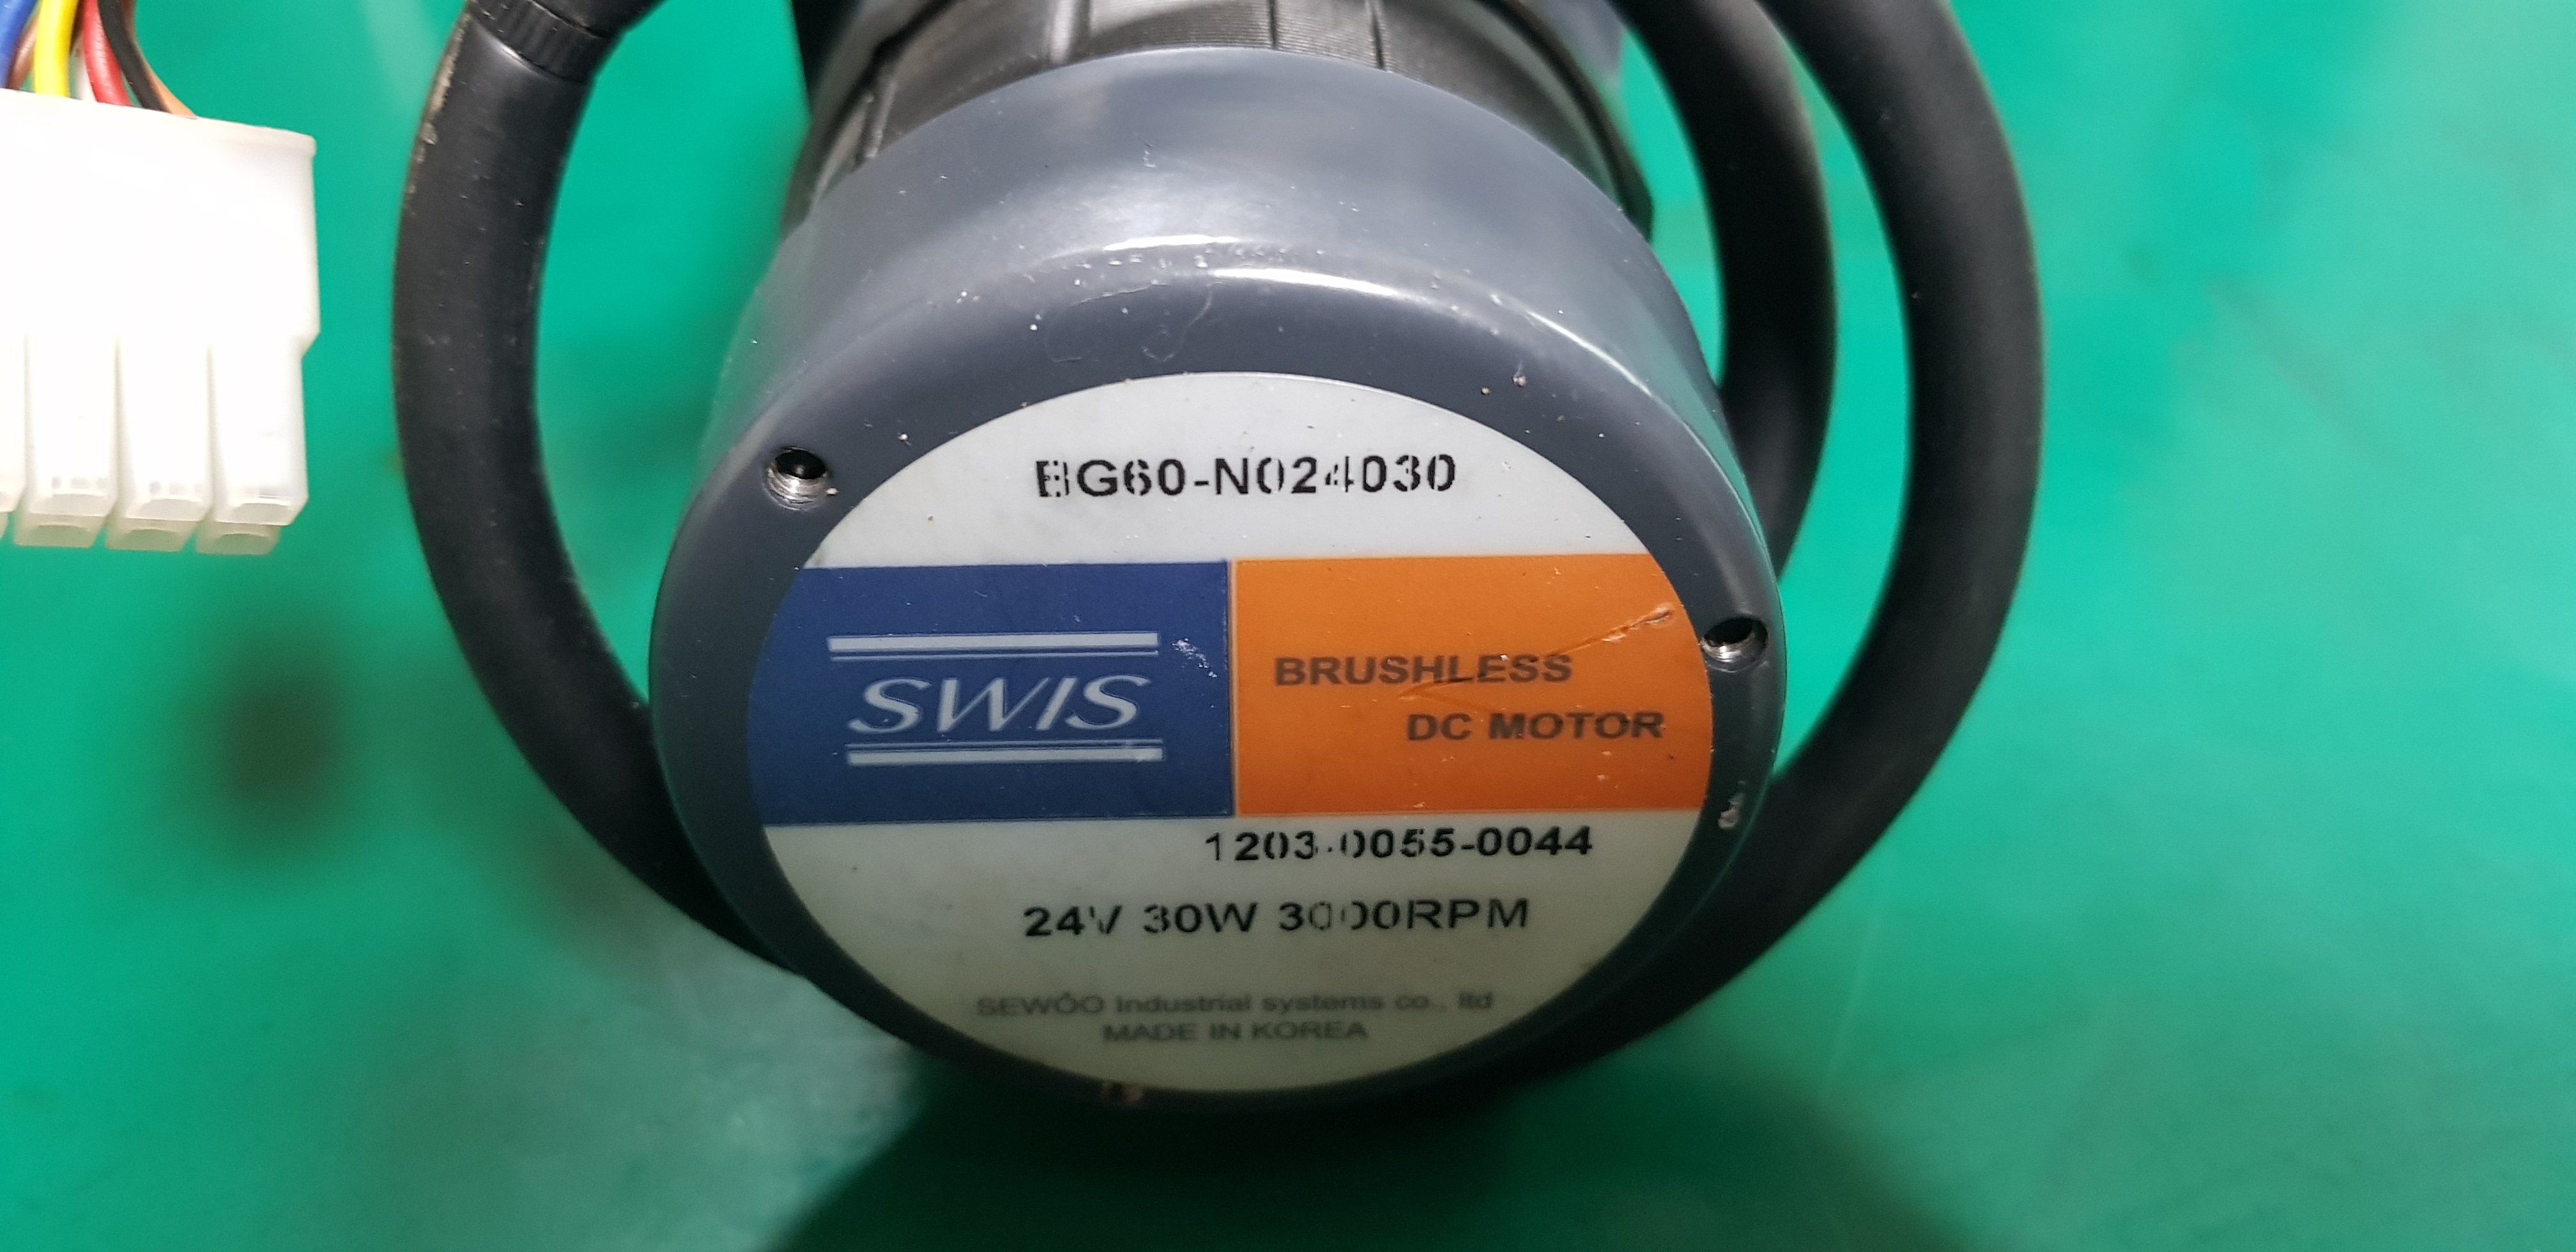 BG60-N024030
SWIS
BRUSHLESS
DC MOTOR
1203-0055-0044
24V 30W 3000RPM
SEWOO Industrial systems co., ltd
MADE IN KOREA